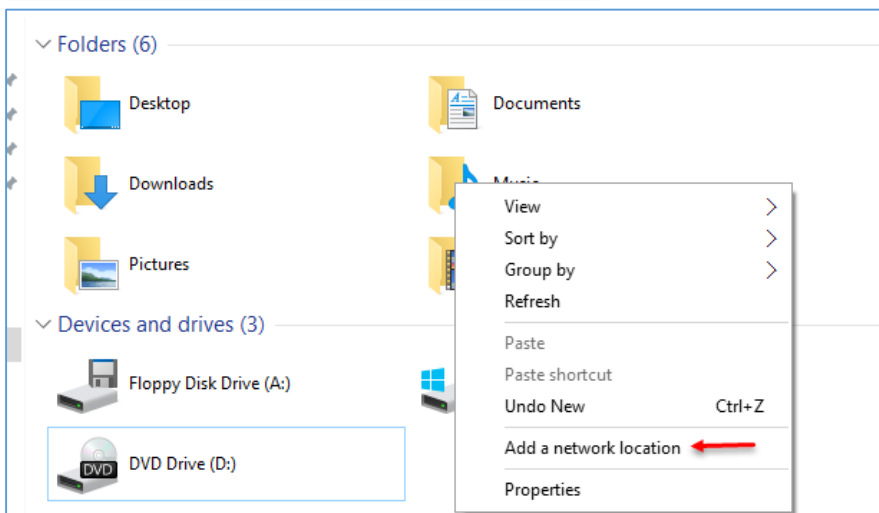 Folders (6)
Desktop
Documents
Downloads
Music
Pictures
View
Sort by
Group by
Refresh
Paste
Paste shortcut
Undo New Ctrl+Z
Add a network location
Properties
Devices and drives (3)
Floppy Disk Drive (A:)
DVD
DVD Drive (D:)